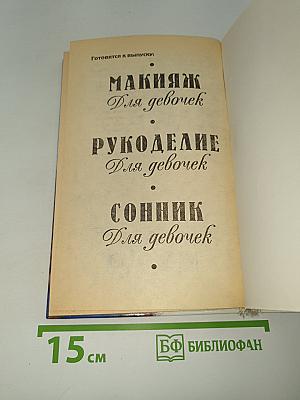 Готовятся к выпуску:
МАКИЯЖ
Для девочек
РУКОДЕЛИЕ
Для девочек
СОННИК
Для девочек
15 см
БФ БИБЛИОФАН